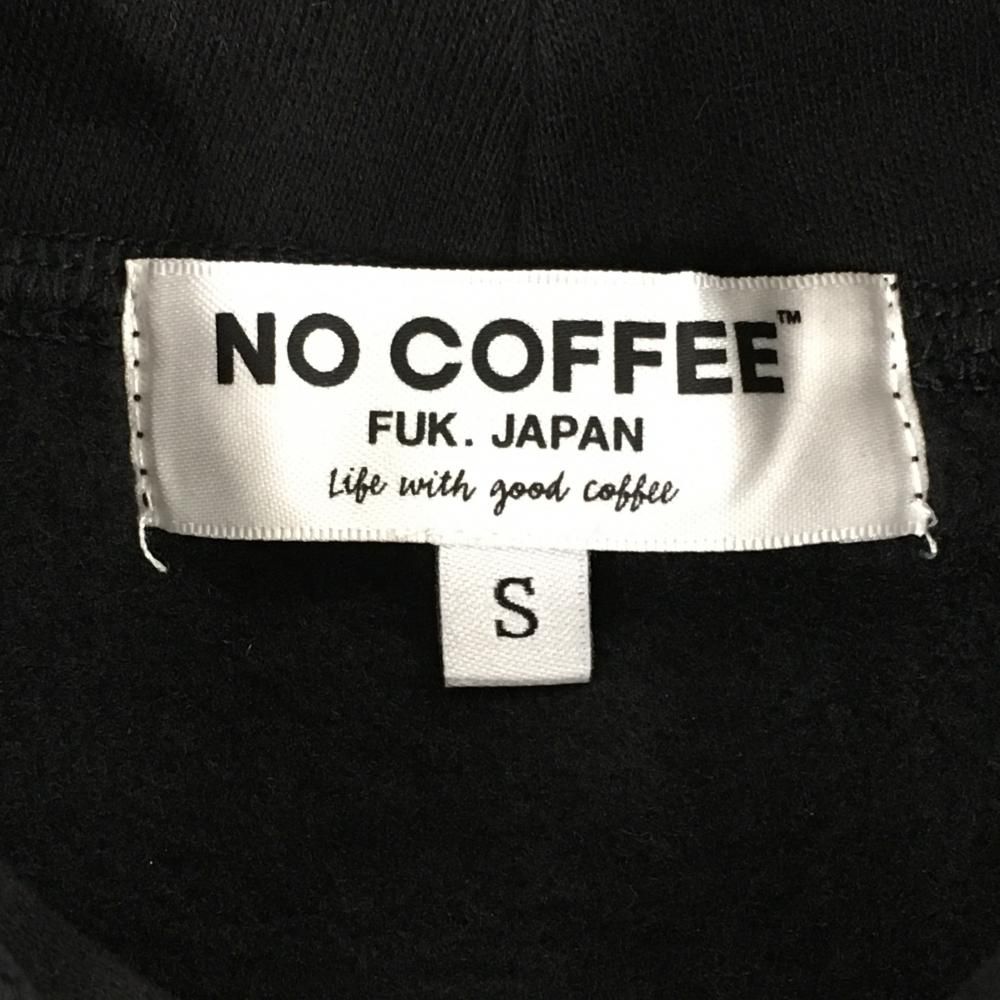 NO COFFEE™
FUK. JAPAN
Life with good coffee
S